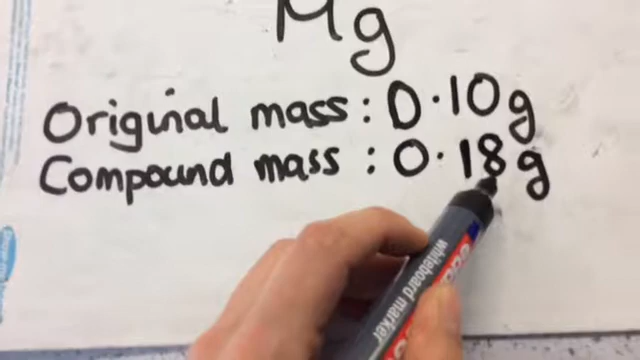 Mg
Original mass: 0.10g
Compound mass: 0.18g
whiteboard marker